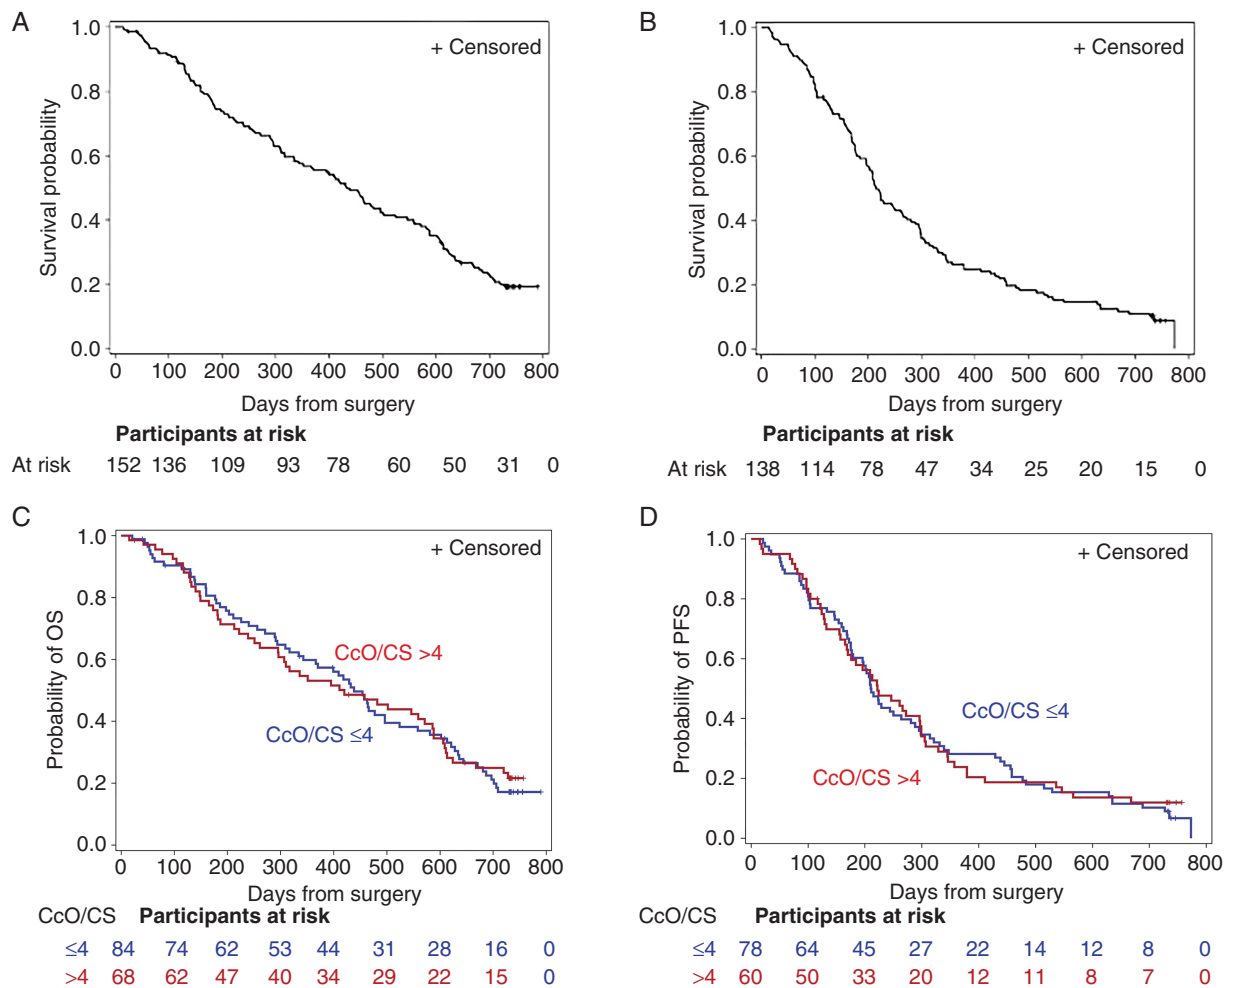 A
+ Censored
Survival probability
1.0
0.8
0.6
0.4
0.2
0.0
0 100 200 300 400 500 600 700 800
Days from surgery
Participants at risk
At risk 152 136 109 93 78 60 50 31 0
B
+ Censored
Survival probability
1.0
0.8
0.6
0.4
0.2
0.0
0 100 200 300 400 500 600 700 800
Days from surgery
Participants at risk
At risk 138 114 78 47 34 25 20 15 0
C
+ Censored
Probability of OS
1.0
0.8
0.6
0.4
0.2
0.0
CcO/CS >4
CcO/CS ≤4
0 100 200 300 400 500 600 700 800
Days from surgery
CcO/CS Participants at risk
≤4 84 74 62 53 44 31 28 16 0
>4 68 62 47 40 34 29 22 15 0
D
+ Censored
Probability of PFS
1.0
0.8
0.6
0.4
0.2
0.0
CcO/CS ≤4
CcO/CS >4
0 100 200 300 400 500 600 700 800
Days from surgery
CcO/CS Participants at risk
≤4 78 64 45 27 22 14 12 8 0
>4 60 50 33 20 12 11 8 7 0